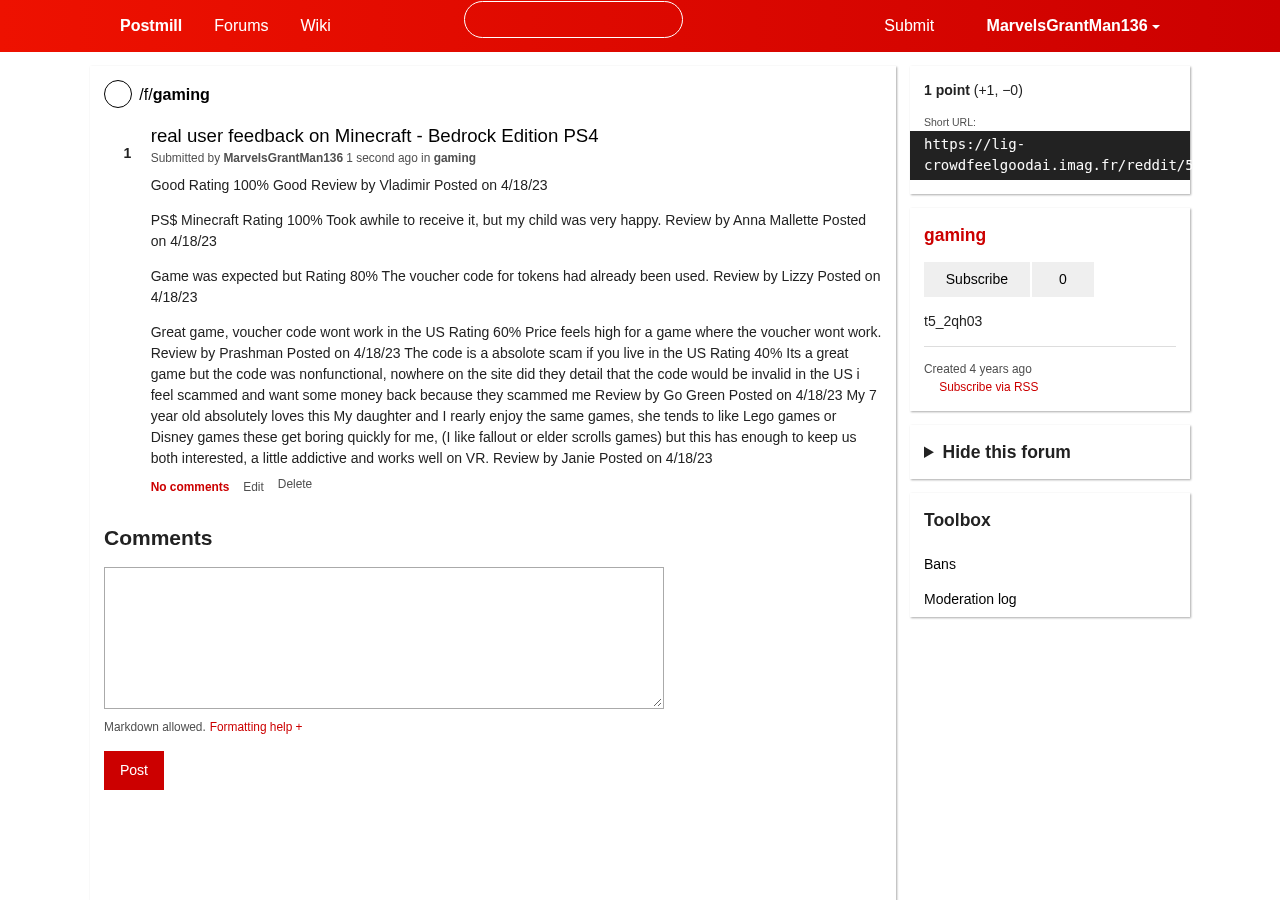 Postmill Forums Wiki Submit MarvelsGrantMan136
/f/gaming
real user feedback on Minecraft - Bedrock Edition PS4
1
Submitted by MarvelsGrantMan136 1 second ago in gaming
Good Rating 100% Good Review by Vladimir Posted on 4/18/23
PS$ Minecraft Rating 100% Took awhile to receive it, but my child was very happy. Review by Anna Mallette Posted
on 4/18/23
Game was expected but Rating 80% The voucher code for tokens had already been used. Review by Lizzy Posted on
4/18/23
Great game, voucher code wont work in the US Rating 60% Price feels high for a game where the voucher wont work.
Review by Prashman Posted on 4/18/23 The code is a absolote scam if you live in the US Rating 40% Its a great
game but the code was nonfunctional, nowhere on the site did they detail that the code would be invalid in the US i
feel scammed and want some money back because they scammed me Review by Go Green Posted on 4/18/23 My 7
year old absolutely loves this My daughter and I rearly enjoy the same games, she tends to like Lego games or
Disney games these get boring quickly for me, (I like fallout or elder scrolls games) but this has enough to keep us
both interested, a little addictive and works well on VR. Review by Janie Posted on 4/18/23
No comments Edit Delete
Comments
Markdown allowed. Formatting help +
Post
1 point (+1, −0)
Short URL:
https://lig-
crowdfeelgoodai.imag.fr/reddit/5
gaming
Subscribe 0
t5_2qh03
Created 4 years ago
Subscribe via RSS
Hide this forum
Toolbox
Bans
Moderation log